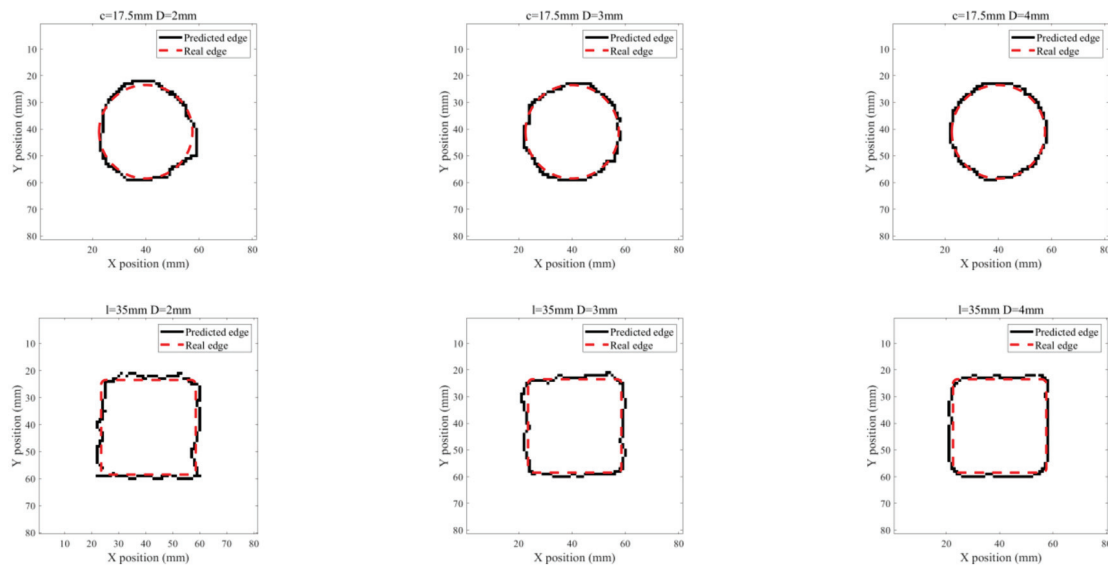 c=17.5mm D=2mm
Predicted edge
Real edge
10
20
30
40
50
60
70
80
Y position (mm)
20 40 60 80
X position (mm)
c=17.5mm D=3mm
Predicted edge
Real edge
10
20
30
40
50
60
70
80
Y position (mm)
20 40 60 80
X position (mm)
c=17.5mm D=4mm
Predicted edge
Real edge
10
20
30
40
50
60
70
80
Y position (mm)
20 40 60 80
X position (mm)
l=35mm D=2mm
Predicted edge
Real edge
10
20
30
40
50
60
70
80
Y position (mm)
10 20 30 40 50 60 70 80
X position (mm)
l=35mm D=3mm
Predicted edge
Real edge
10
20
30
40
50
60
70
80
Y position (mm)
20 40 60 80
X position (mm)
l=35mm D=4mm
Predicted edge
Real edge
10
20
30
40
50
60
70
80
Y position (mm)
20 40 60 80
X position (mm)